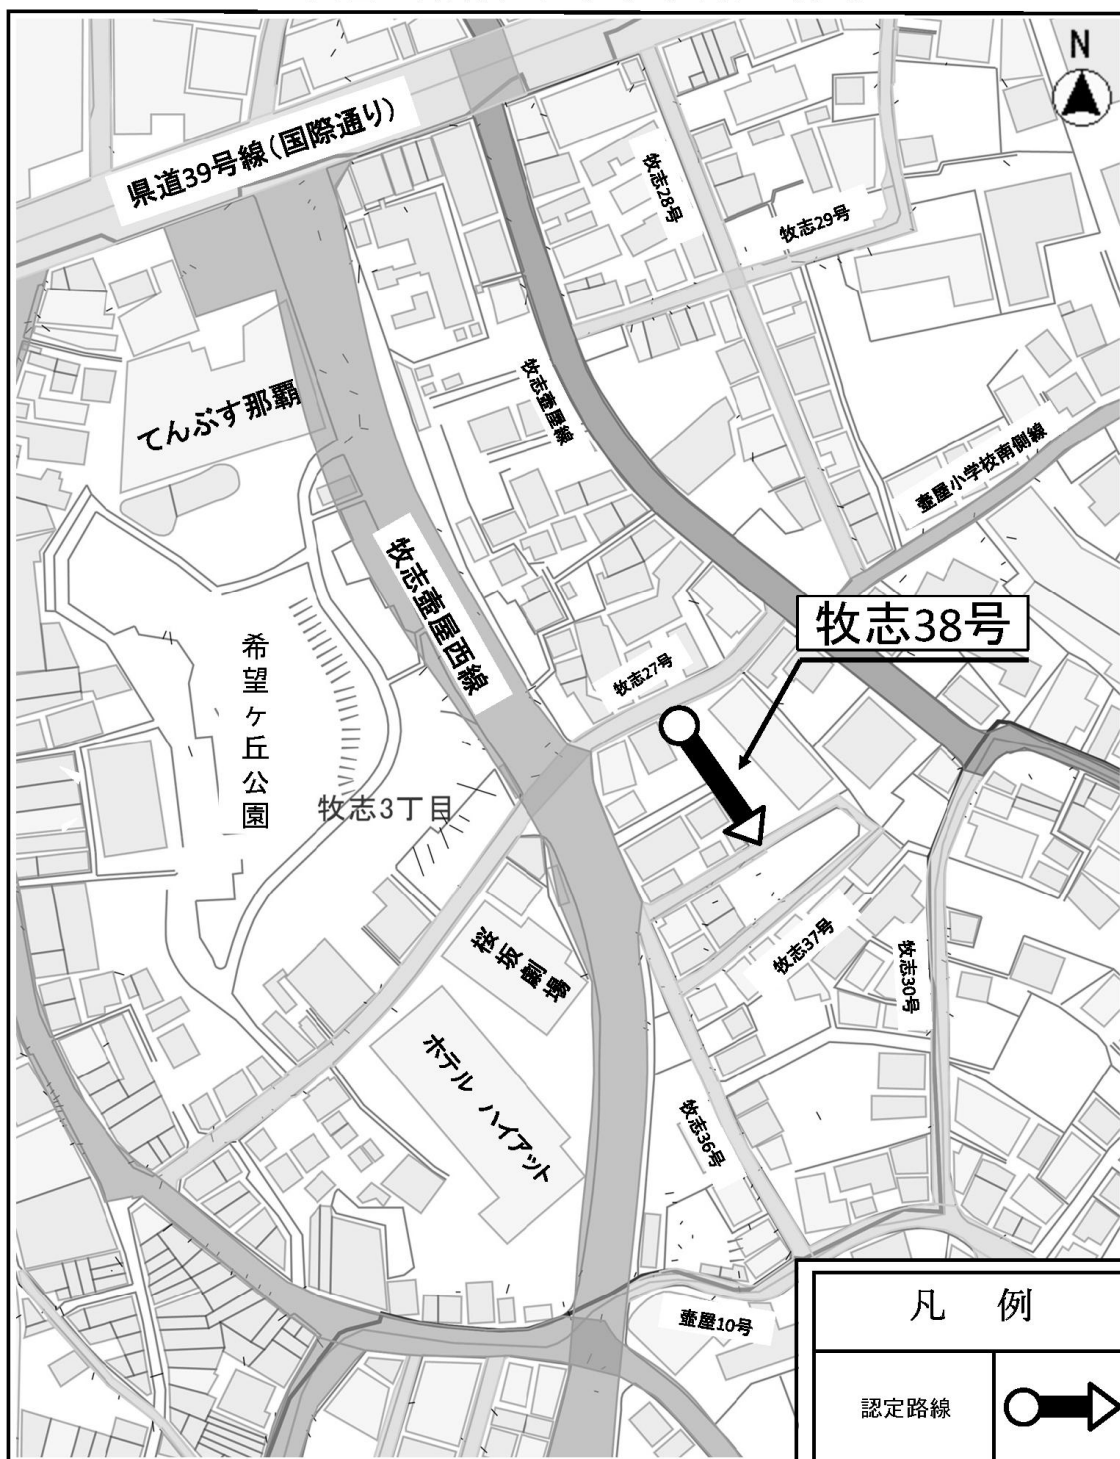 N
県道39号線(国際通り)
牧志28号
牧志29号
牧志壺屋線
てんぶす那覇
壺屋小学校南側線
牧志壺屋西線
牧志38号
希望ヶ丘公園
牧志27号
牧志3丁目
桜坂劇場
牧志37号
牧志30号
ホテル ハイアット
牧志36号
壺屋10号
凡 例
認定路線